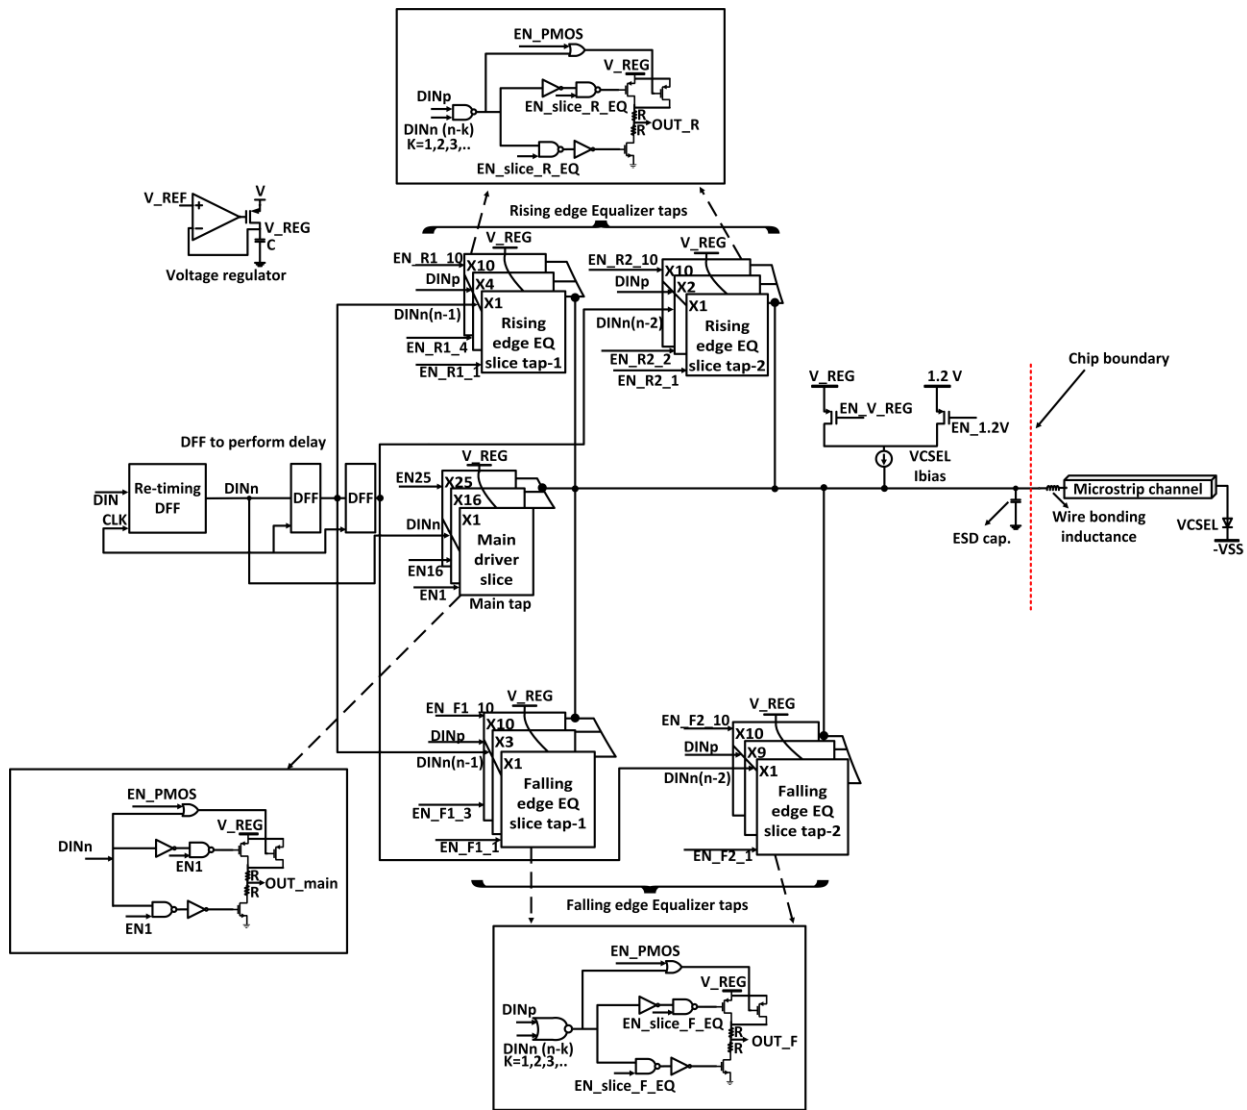 EN_PMOS
V_REG
DINp
EN_slice_R_EQ
R
OUT_R
R
DINn (n-k)
K=1,2,3,..
EN_slice_R_EQ
V_REF
+
-
V
V_REG
C
Voltage regulator
Rising edge Equalizer taps
V_REG
V_REG
EN_R1_10
X10
DINp
X4
X1
DINn(n-1)
Rising
edge EQ
slice tap-1
EN_R1_4
EN_R1_1
EN_R2_10
X10
DINp
X2
X1
DINn(n-2)
Rising
edge EQ
slice tap-2
EN_R2_2
EN_R2_1
Chip boundary
V_REG
1.2 V
EN_V_REG
EN_1.2V
VCSEL
Ibias
DFF to perform delay
Re-timing
DFF
DIN
CLK
DINn
DFF
DFF
V_REG
EN25
X25
X16
X1
DINn
Main
driver
slice
EN16
EN1
Main tap
ESD cap.
Wire bonding
inductance
Microstrip channel
VCSEL
-VSS
V_REG
EN_F1_10
X10
DINp
X3
X1
DINn(n-1)
Falling
edge EQ
slice tap-1
EN_F1_3
EN_F1_1
V_REG
EN_F2_10
X10
DINp
X9
X1
DINn(n-2)
Falling
edge EQ
slice tap-2
EN_F2_1
Falling edge Equalizer taps
EN_PMOS
V_REG
DINn
EN1
R
OUT_main
R
EN1
EN_PMOS
V_REG
DINp
EN_slice_F_EQ
R
OUT_F
R
DINn (n-k)
K=1,2,3,..
EN_slice_F_EQ